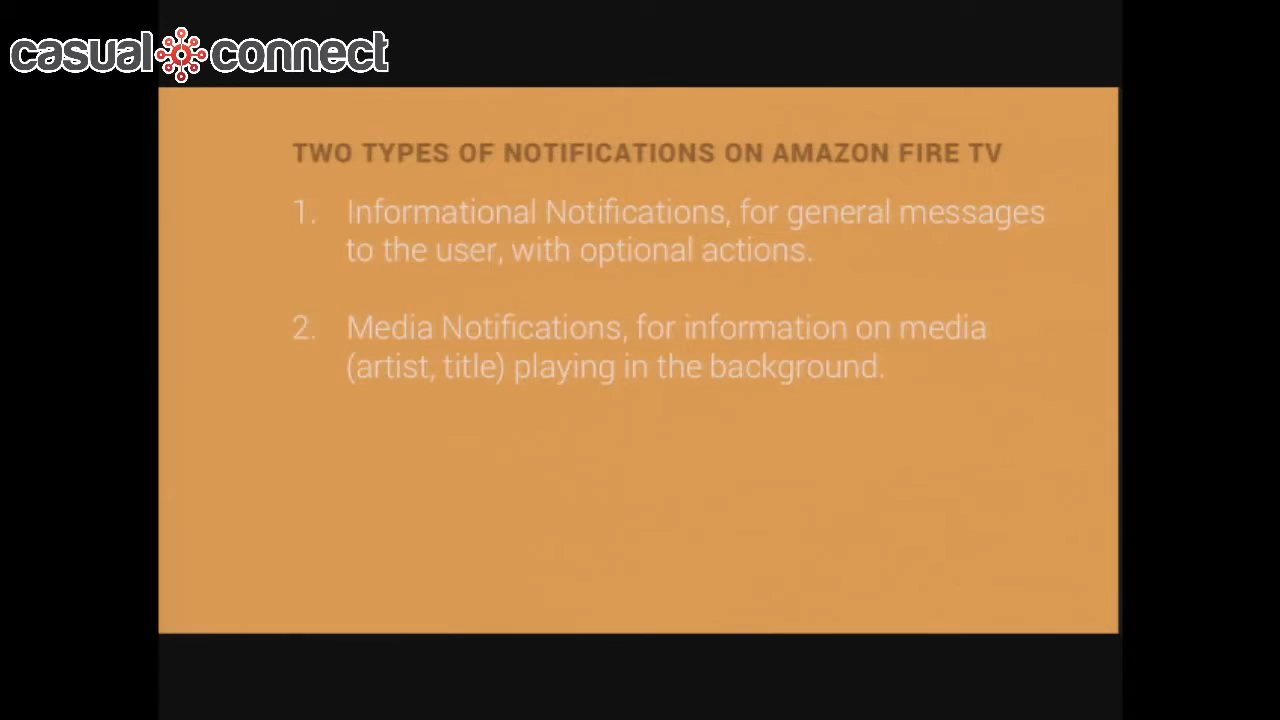 casual connect
TWO TYPES OF NOTIFICATIONS ON AMAZON FIRE TV
1. Informational Notifications, for general messages
to the user, with optional actions.
2. Media Notifications, for information on media
(artist, title) playing in the background.